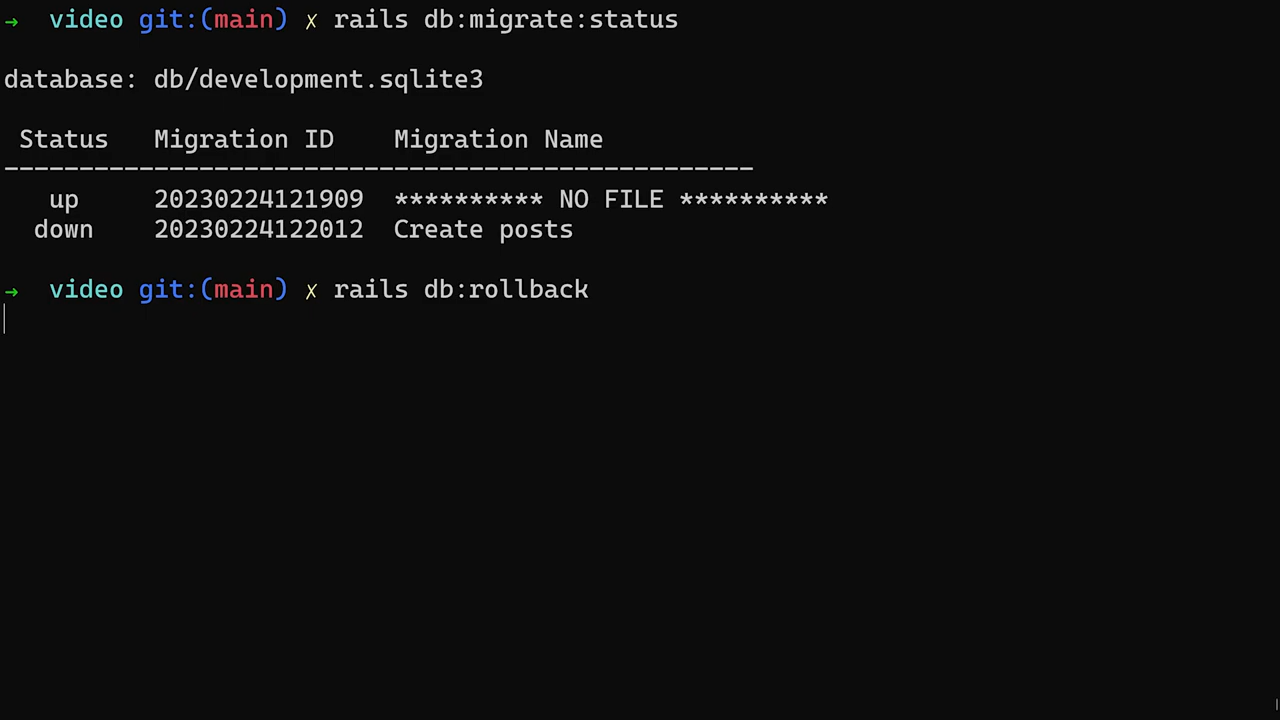 → video git:(main) ✗ rails db:migrate:status
database: db/development.sqlite3
Status Migration ID Migration Name
--------------------------------------------------
up 20230224121909 ********** NO FILE **********
down 20230224122012 Create posts
→ video git:(main) ✗ rails db:rollback